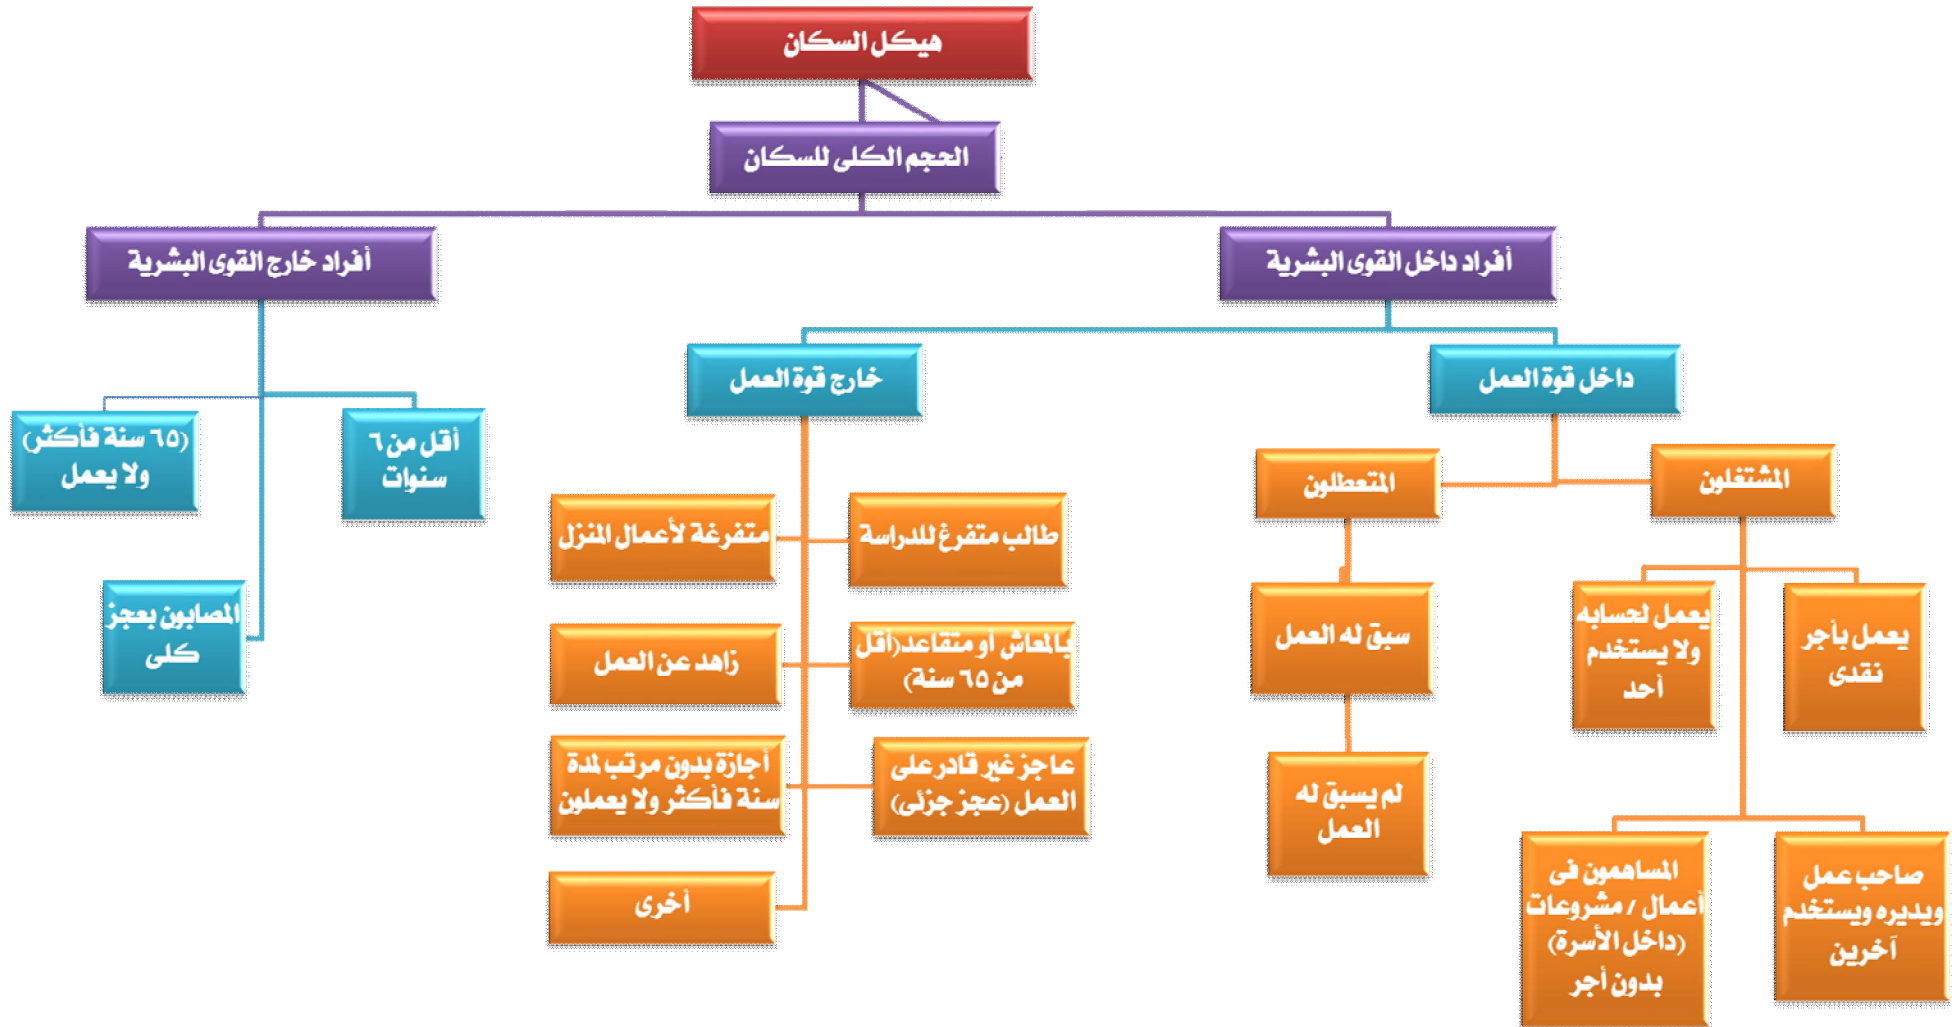 هيكل السكان
الحجم الكلى للسكان
أفراد داخل القوى البشرية
أفراد خارج القوى البشرية
داخل قوة العمل
خارج قوة العمل
أقل من ٦
سنوات
(٦٥ سنة فأكثر)
ولا يعمل
المصابون بعجز
كلى
المشتغلون
المتعطلون
يعمل بأجر
نقدى
يعمل لحسابه
ولا يستخدم
أحد
صاحب عمل
ويديره ويستخدم
آخرين
المساهمون فى
أعمال / مشروعات
(داخل الأسرة)
بدون أجر
سبق له العمل
لم يسبق له
العمل
طالب متفرغ للدراسة
متفرغة لأعمال المنزل
بالمعاش أو متقاعد(أقل
من ٦٥ سنة)
زاهد عن العمل
عاجز غير قادر على
العمل (عجز جزئى)
أجازة بدون مرتب لمدة
سنة فأكثر ولا يعملون
أخرى